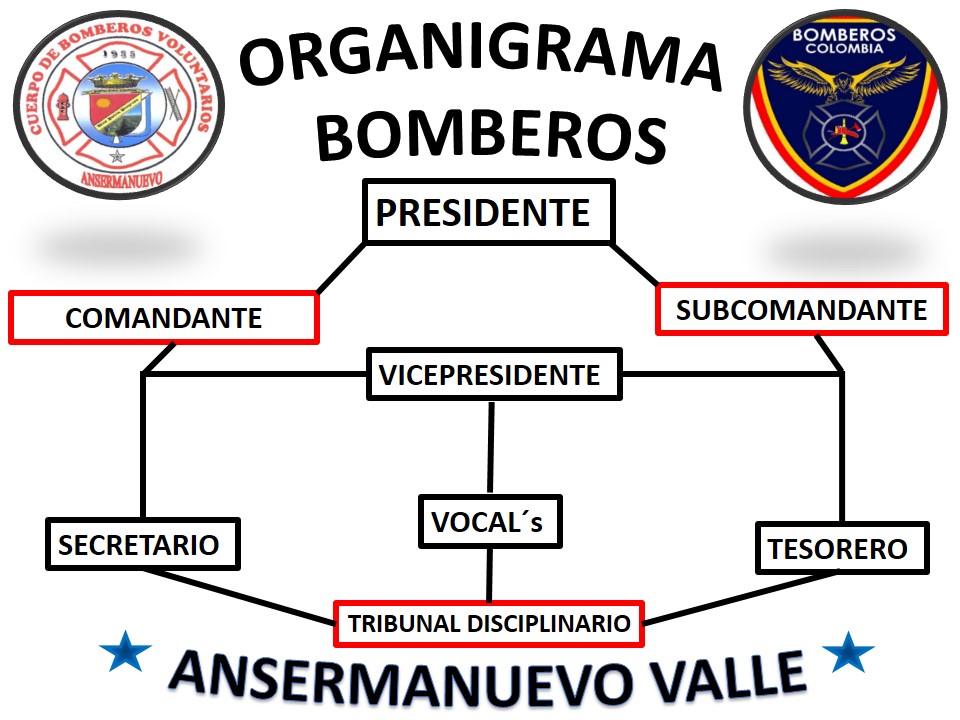 CUERPO DE BOMBEROS VOLUNTARIOS
1985
ANSERMANUEVO
ORGANIGRAMA
BOMBEROS
BOMBEROS
COLOMBIA
PRESIDENTE
COMANDANTE
SUBCOMANDANTE
VICEPRESIDENTE
VOCAL´s
SECRETARIO
TESORERO
TRIBUNAL DISCIPLINARIO
ANSERMANUEVO VALLE